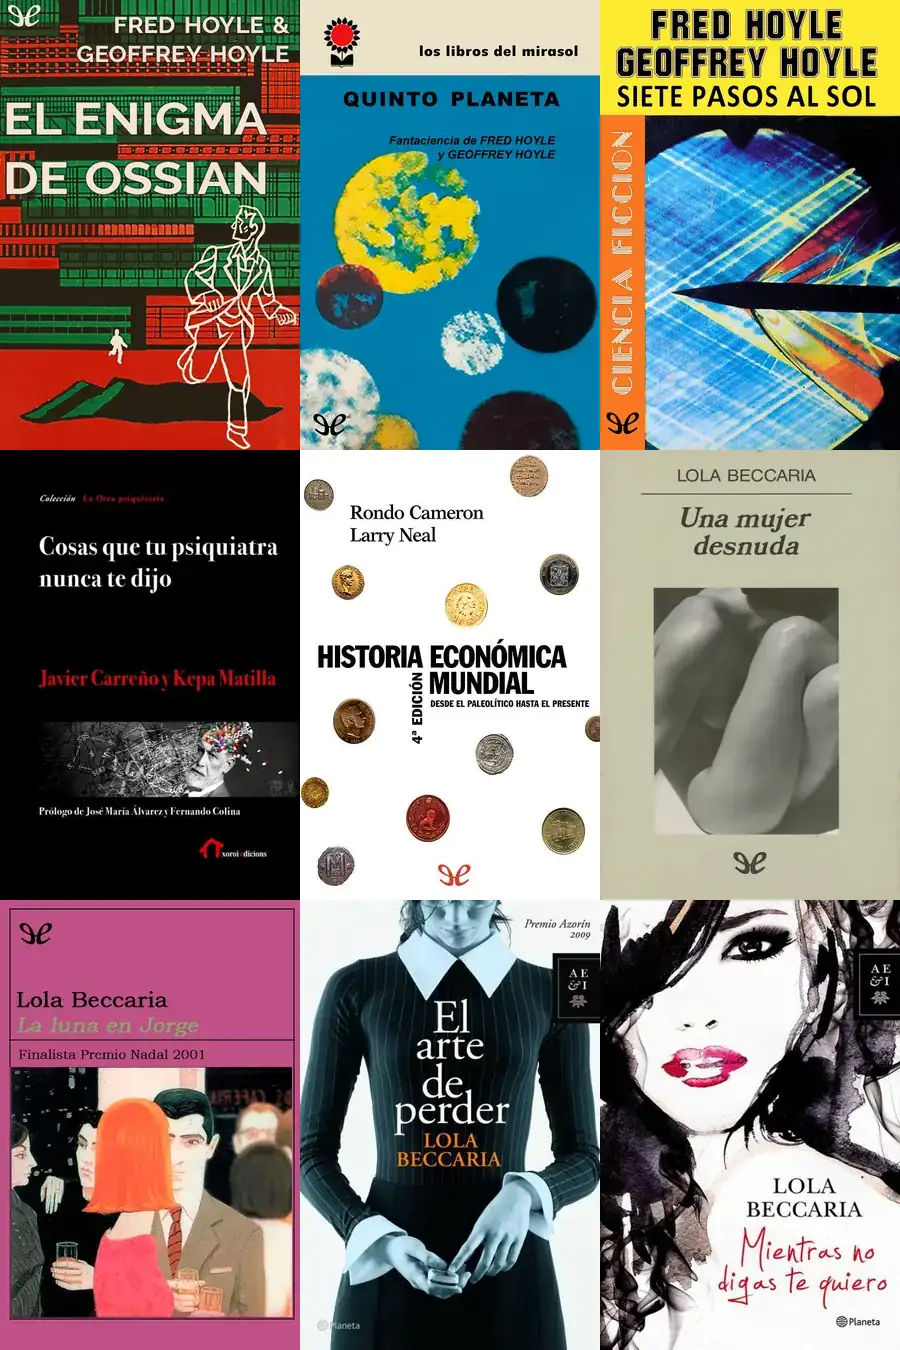 FRED HOYLE &
GEOFFREY HOYLE
EL ENIGMA
DE OSSIAN
los libros del mirasol
QUINTO PLANETA
Fantaciencia de FRED HOYLE
y GEOFFREY HOYLE
FRED HOYLE
GEOFFREY HOYLE
SIETE PASOS AL SOL
CIENCIA FICCION
Colección La Otra psiquiatría
Cosas que tu psiquiatra
nunca te dijo
Javier Carreño y Kepa Matilla
Prólogo de José María Álvarez y Fernando Colina
xoroi edicions
Rondo Cameron
Larry Neal
HISTORIA ECONÓMICA
MUNDIAL
DESDE EL PALEOLÍTICO HASTA EL PRESENTE
4ª EDICIÓN
LOLA BECCARIA
Una mujer
desnuda
Lola Beccaria
La luna en Jorge
Finalista Premio Nadal 2001
Premio Azorín
2009
AE
&I
El
arte
de
perder
LOLA
BECCARIA
Planeta
AE
&I
LOLA
BECCARIA
Mientras no
digas te quiero
Planeta